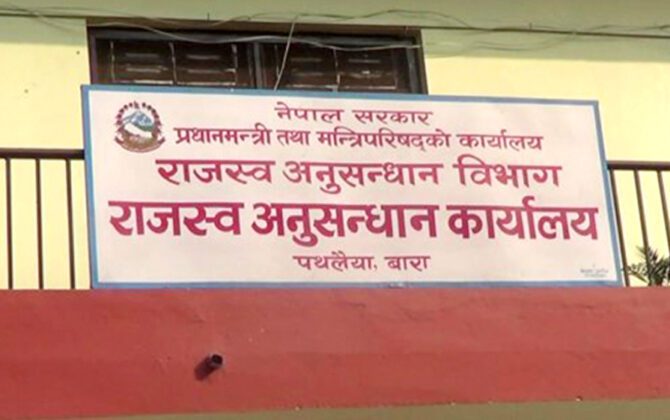 नेपाल सरकार
प्रधानमन्त्री तथा मन्त्रिपरिषद्को कार्यालय
राजस्व अनुसन्धान विभाग
राजस्व अनुसन्धान कार्यालय
पथलैया, बारा